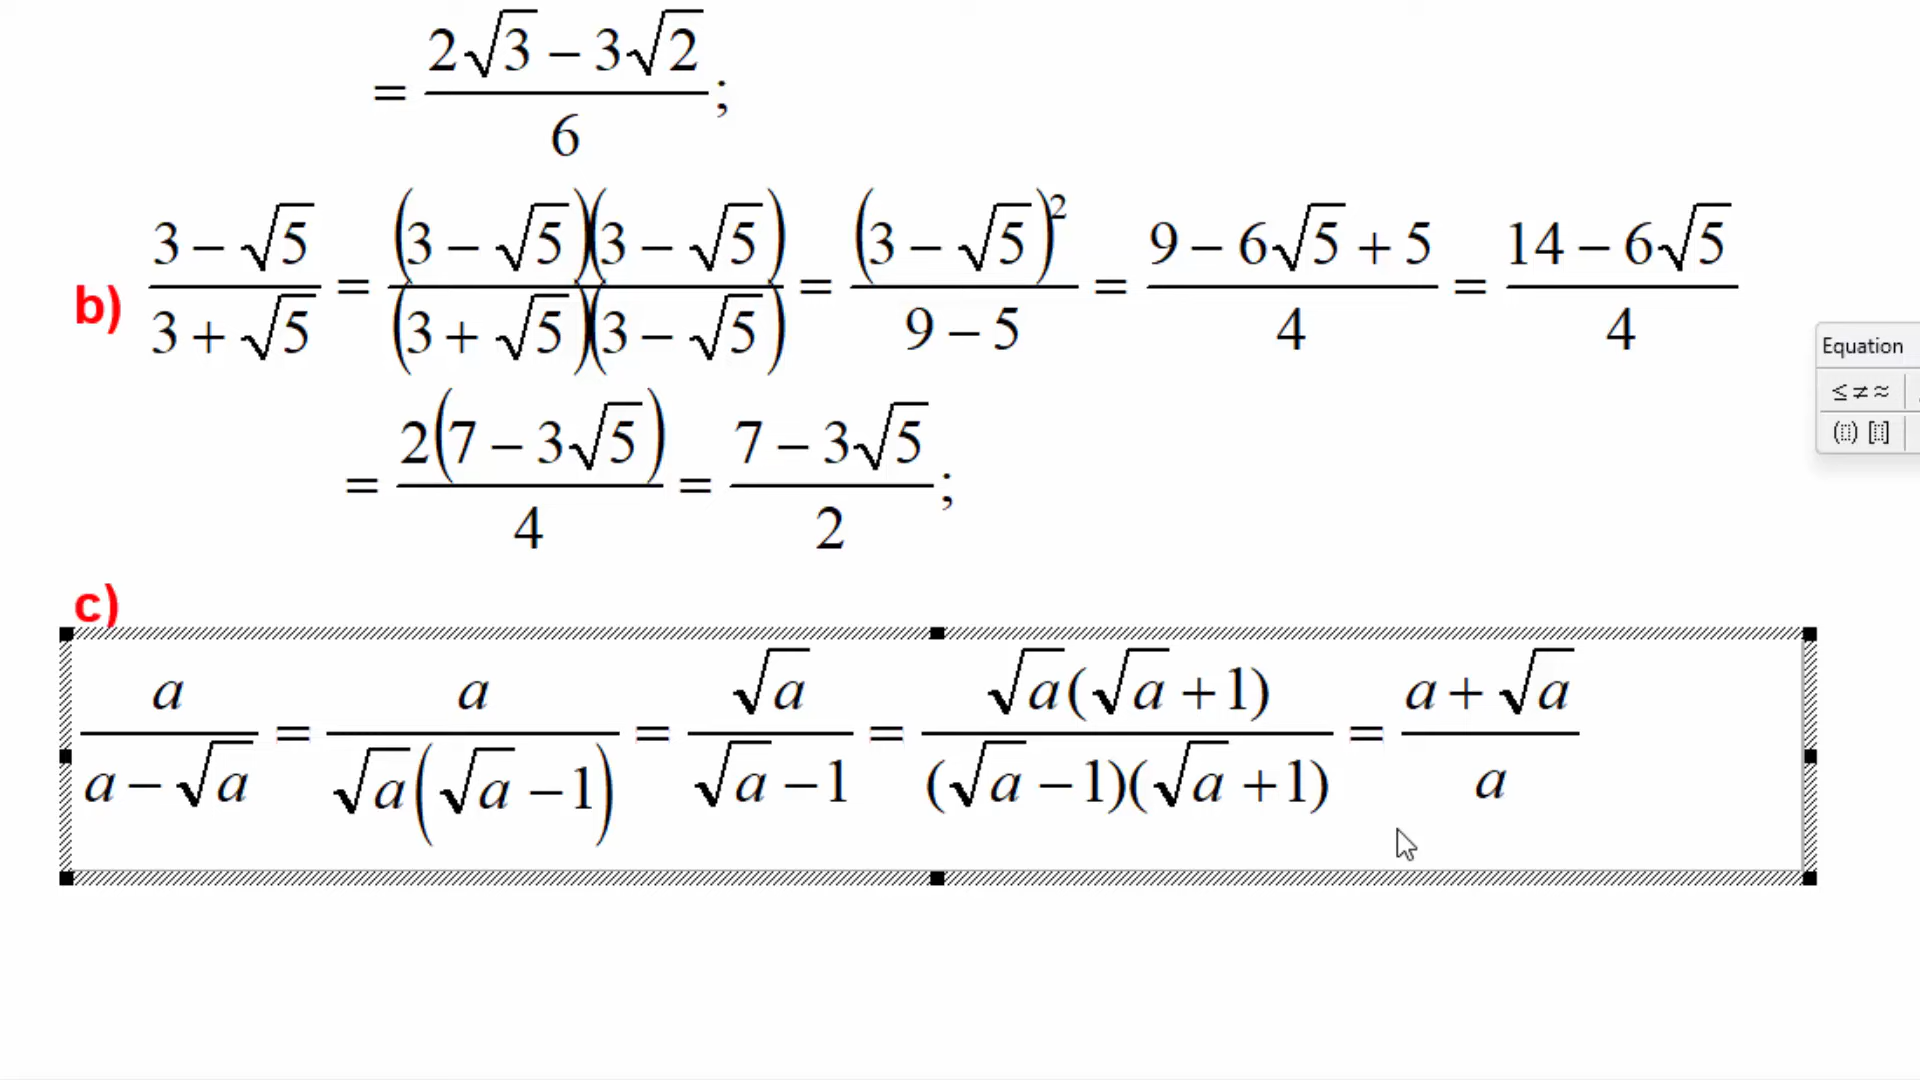 = (2√3 − 3√2)/6 ;
b) (3 − √5)/(3 + √5) = ((3 − √5)(3 − √5))/((3 + √5)(3 − √5)) = (3 − √5)²/(9 − 5) = (9 − 6√5 + 5)/4 = (14 − 6√5)/4
Equation
≤ ≠ ≈
= (2(7 − 3√5))/4 = (7 − 3√5)/2 ;
c)
a/(a − √a) = a/(√a(√a − 1)) = √a/(√a − 1) = (√a(√a + 1))/((√a − 1)(√a + 1)) = (a + √a)/a